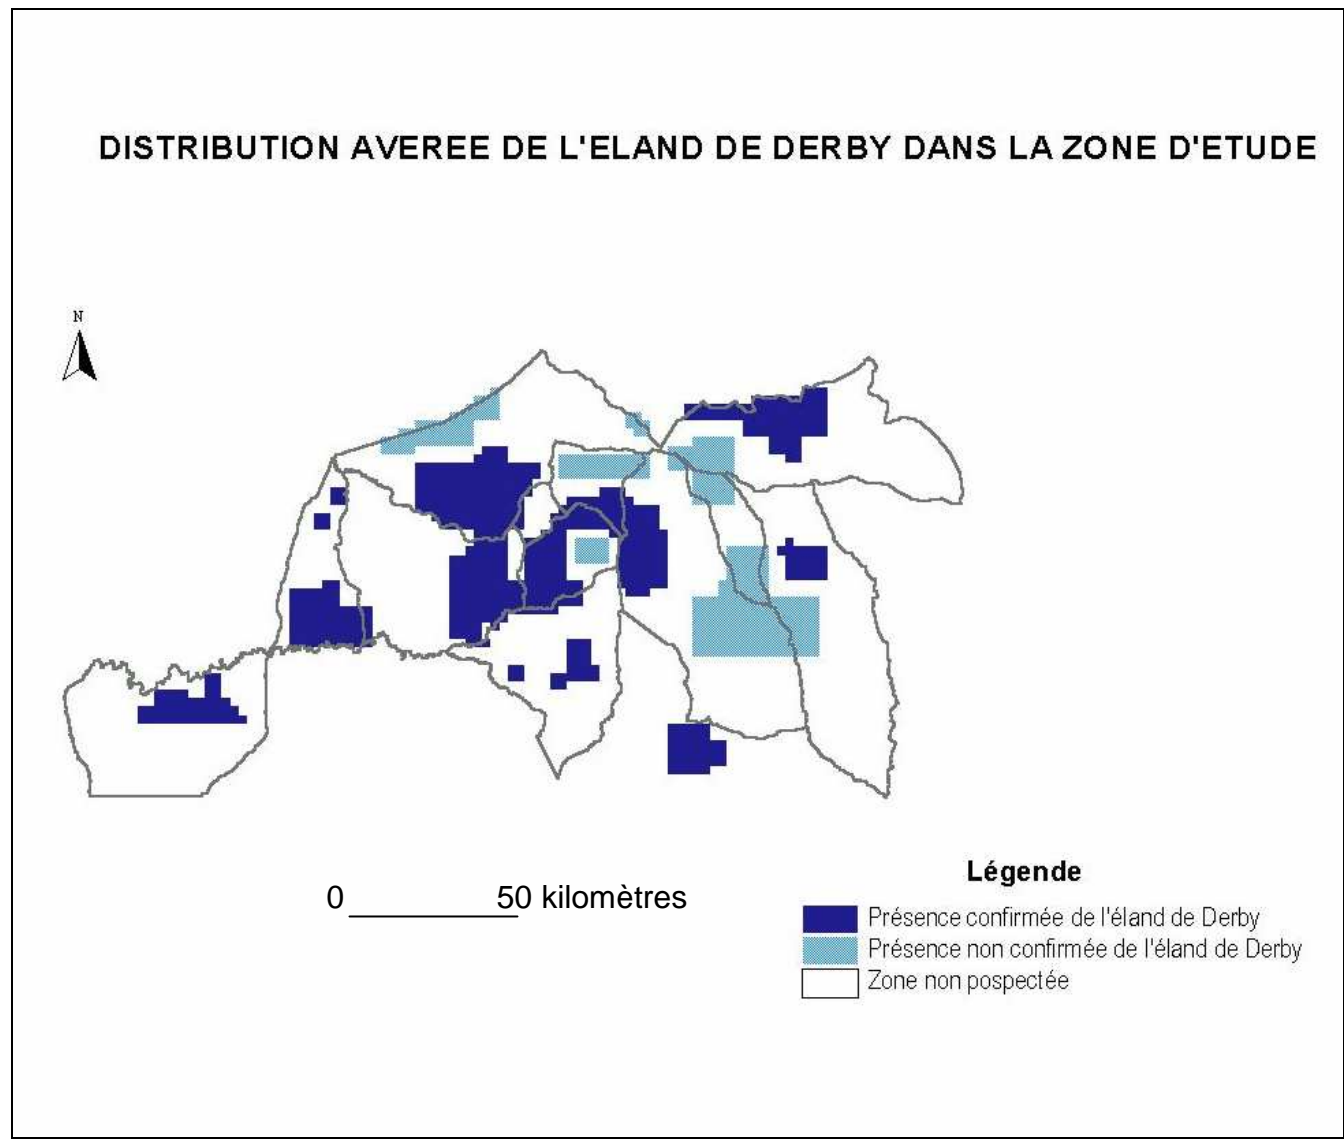 DISTRIBUTION AVEREE DE L'ELAND DE DERBY DANS LA ZONE D'ETUDE
N
0 50 kilomètres
Légende
Présence confirmée de l'éland de Derby
Présence non confirmée de l'éland de Derby
Zone non pospectée